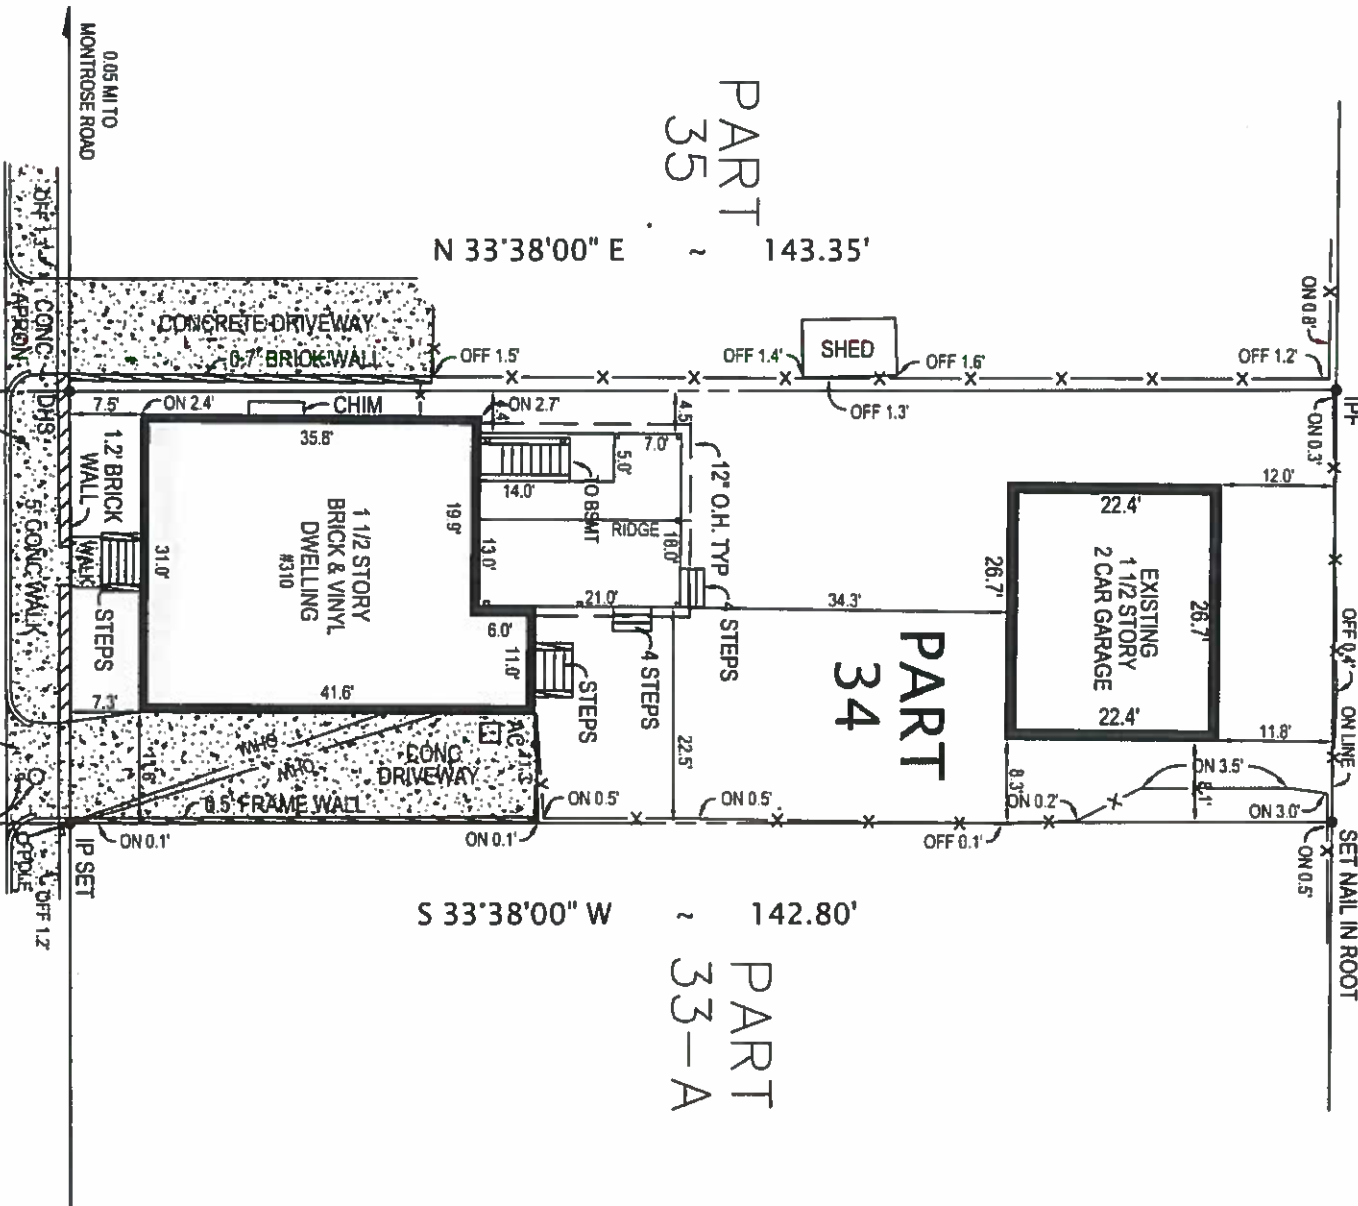 0.05 MI TO
MONTROSE ROAD
PART
35
N 33°38'00" E ~ 143.35'
ON 0.8'
OFF 1.2'
IPF
ON 0.3'
12.0'
OFF 1.1'
CONC
APRON
DHS
CONCRETE DRIVEWAY
0.7' BRICK WALL
OFF 1.5'
OFF 1.4'
SHED
OFF 1.6'
OFF 1.3'
7.5'
ON 2.4'
CHIM
ON 2.7'
4.5'
35.8'
7.0'
5.0'
14.0'
TO BSMT
RIDGE
12" O.H. TYP
1.2' BRICK
WALL
WALK
STEPS
5' CONC WALK
31.0'
1 1/2 STORY
BRICK & VINYL
DWELLING
#310
19.9'
13.0'
18.0'
21.0'
4 STEPS
34.3'
22.4'
EXISTING
1 1/2 STORY
2 CAR GARAGE
26.7'
26.7'
22.4'
6.0'
11.0'
4 STEPS
STEPS
PART
34
OFF 0.4'
ON LINE
7.3'
41.6'
11.6'
OHW
OHW
CONC
DRIVEWAY
AC
11.3'
22.5'
8.3'
8.1'
11.8'
ON 3.5'
ON 3.0'
0.5' FRAME WALL
ON 0.5'
ON 0.5'
ON 0.2'
OFF 0.1'
ON 0.1'
ON 0.1'
IP SET
POLE
OFF 1.2'
ON 0.5'
SET NAIL IN ROOT
S 33°38'00" W ~ 142.80'
PART
33-A